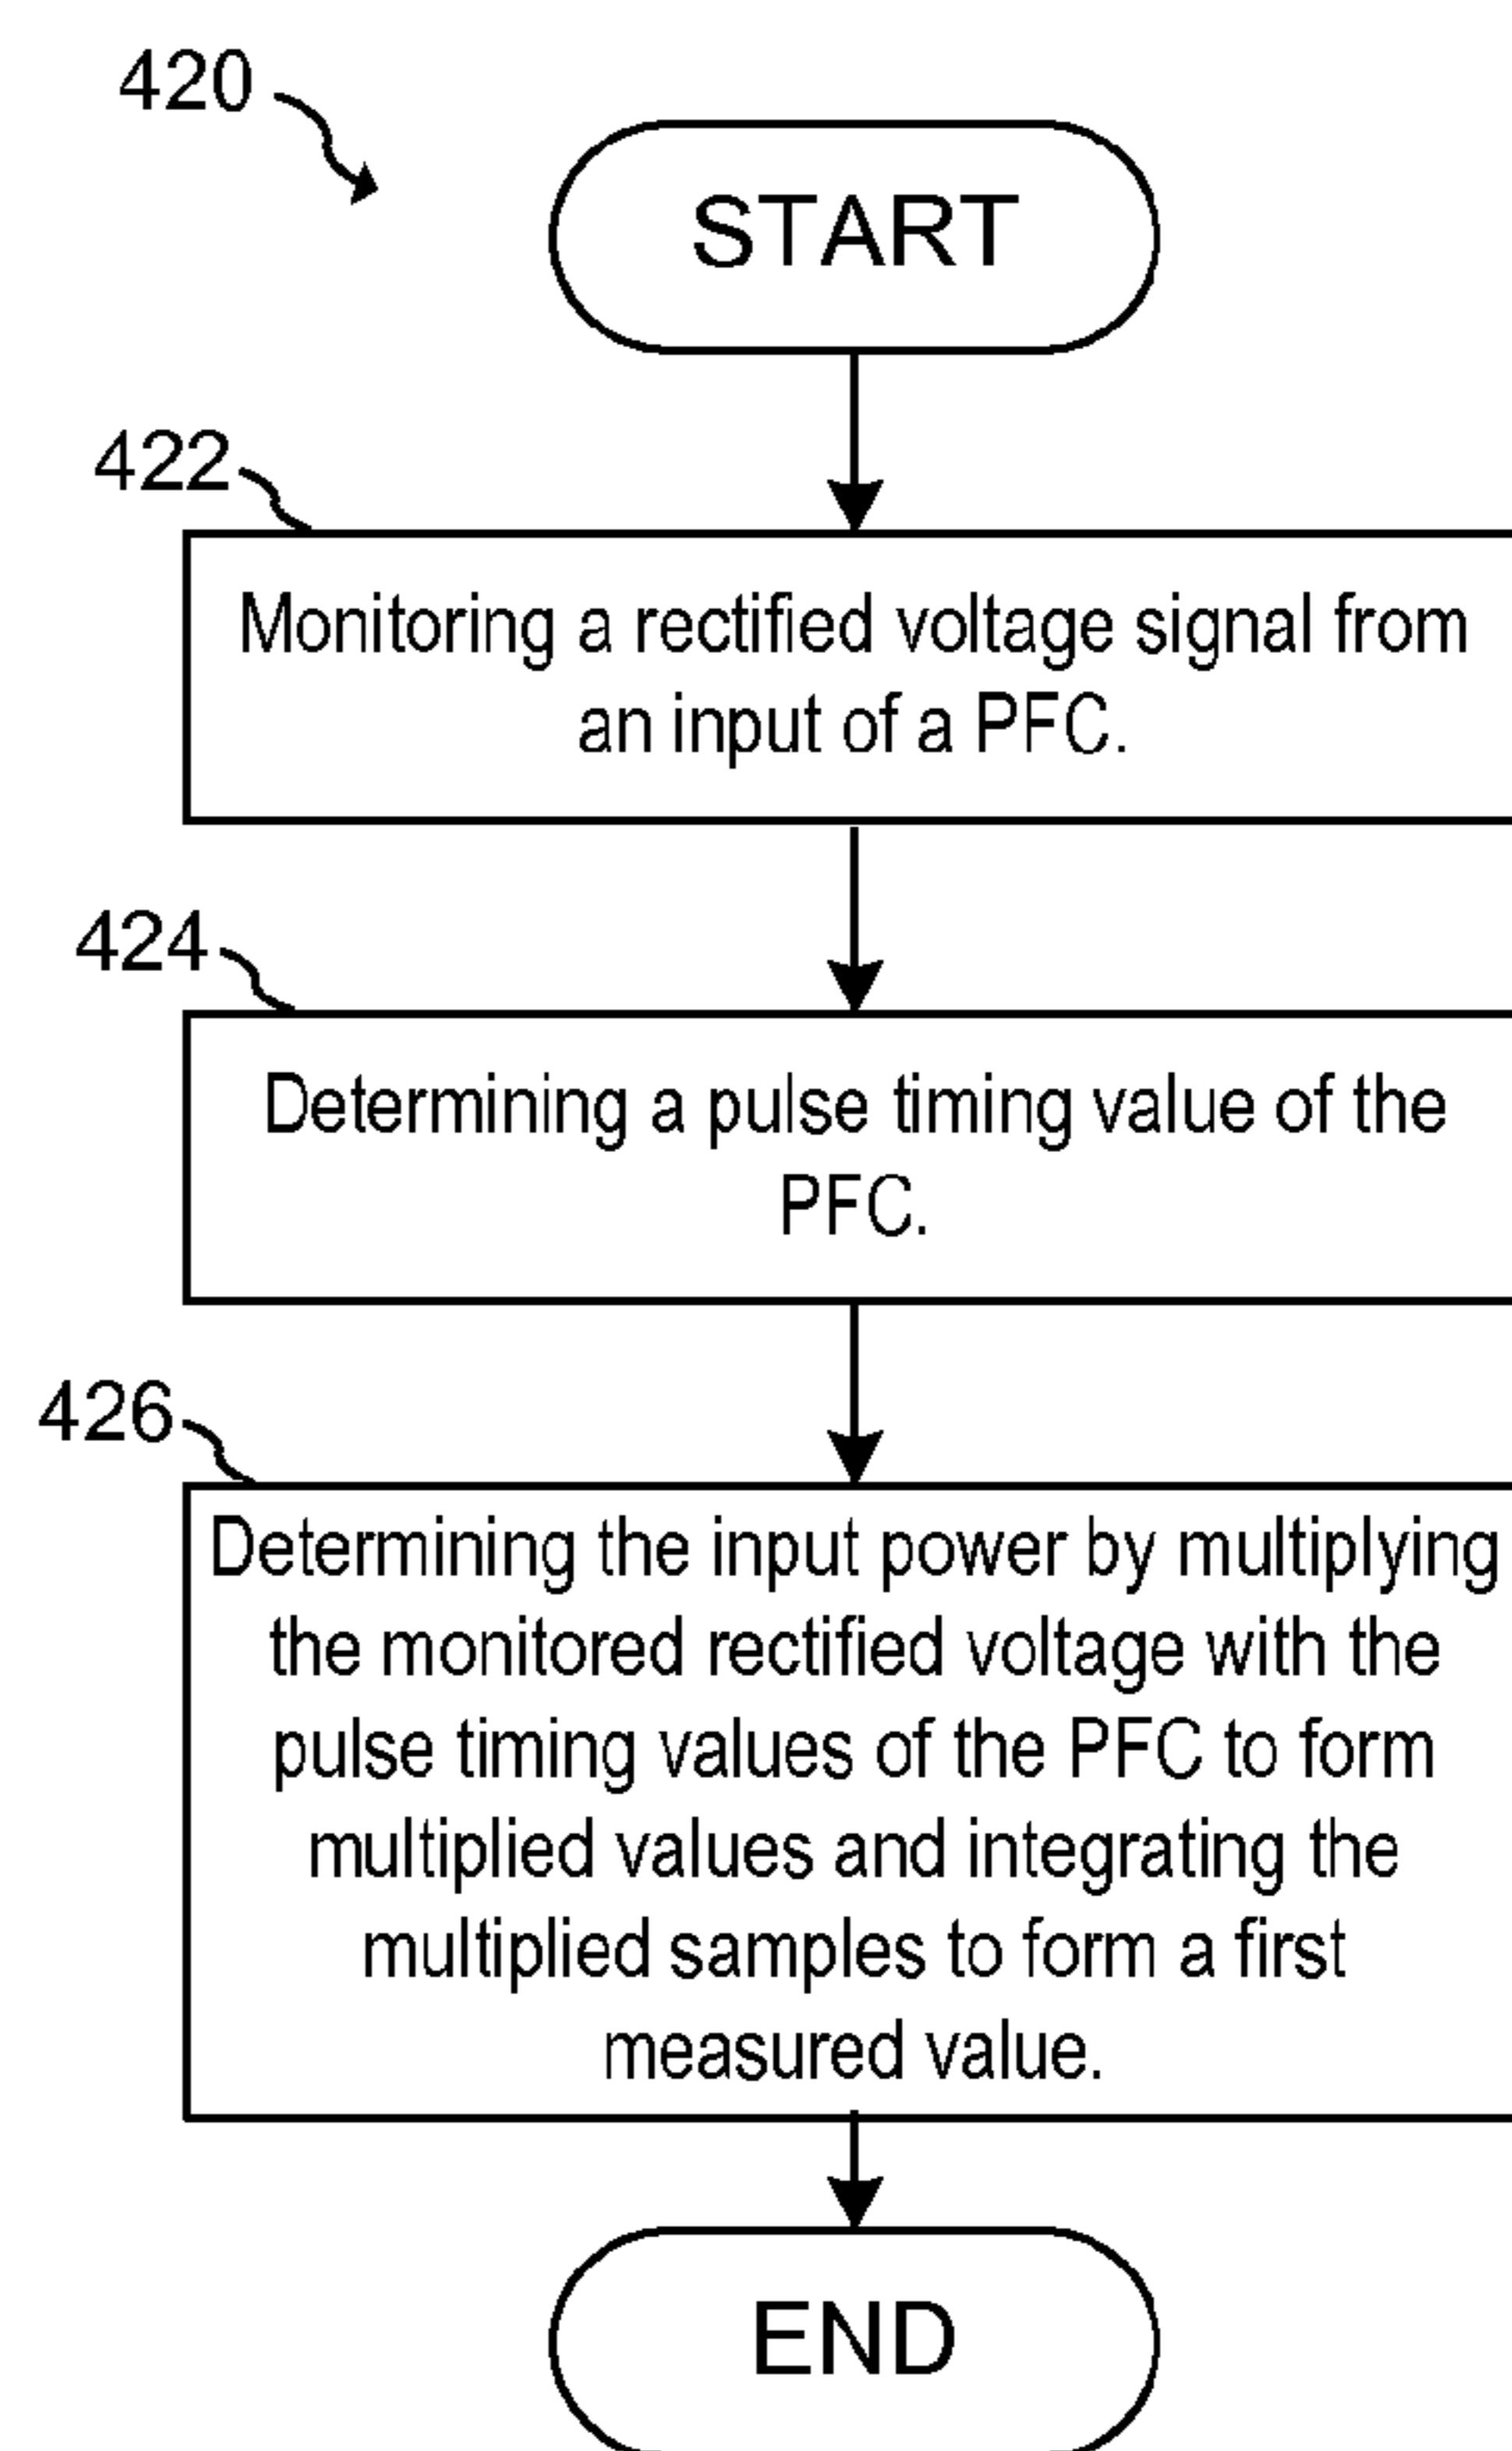 420
START
422
Monitoring a rectified voltage signal from
an input of a PFC.
424
Determining a pulse timing value of the
PFC.
426
Determining the input power by multiplying
the monitored rectified voltage with the
pulse timing values of the PFC to form
multiplied values and integrating the
multiplied samples to form a first
measured value.
END